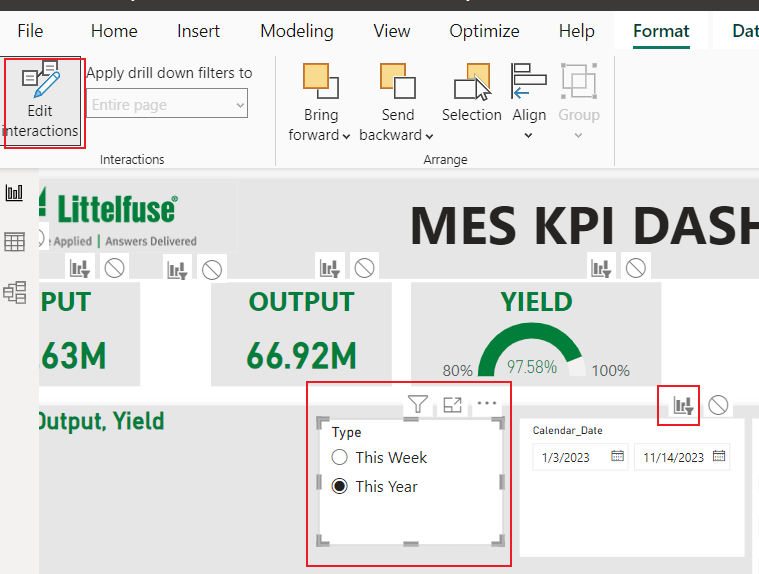 File Home Insert Modeling View Optimize Help Format Dat
Apply drill down filters to
Entire page
Edit
interactions
Bring
forward
Send
backward
Selection
Align
Group
Interactions
Arrange
Littelfuse®
e Applied | Answers Delivered
MES KPI DASH
PUT
.63M
OUTPUT
66.92M
YIELD
80% 97.58% 100%
Output, Yield
Type
This Week
This Year
Calendar_Date
1/3/2023 11/14/2023